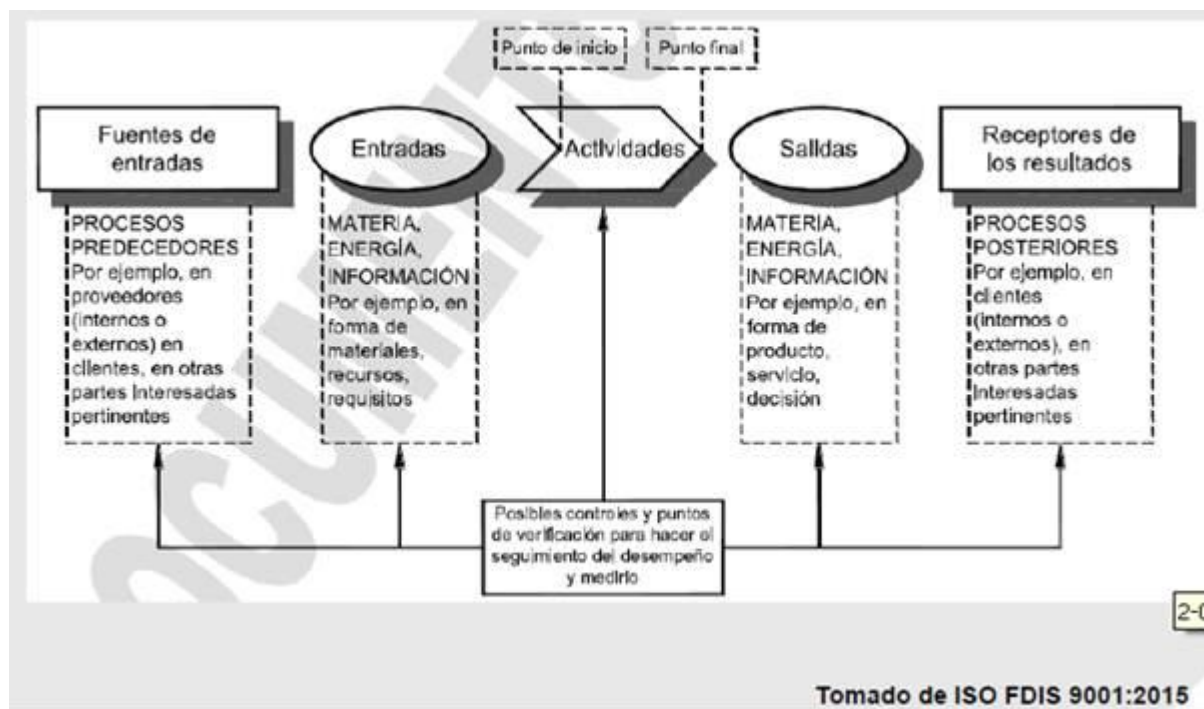 Punto de inicio
Punto final
Fuentes de
entradas
Entradas
Actividades
Salidas
Receptores de
los resultados
PROCESOS
PREDECEDORES
Por ejemplo, en
proveedores
(internos o
externos) en
clientes, en otras
partes Interesadas
pertinentes
MATERIA,
ENERGÍA,
INFORMACIÓN
Por ejemplo, en
forma de
materiales,
recursos,
requisitos
MATERIA,
ENERGÍA,
INFORMACIÓN
Por ejemplo, en
forma de
producto,
servicio,
decisión
PROCESOS
POSTERIORES
Por ejemplo, en
clientes
(internos o
externos), en
otras partes
Interesadas
pertinentes
Posibles controles y puntos
de verificación para hacer el
seguimiento del desempeño
y medirlo
OCUMENTO
Tomado de ISO FDIS 9001:2015